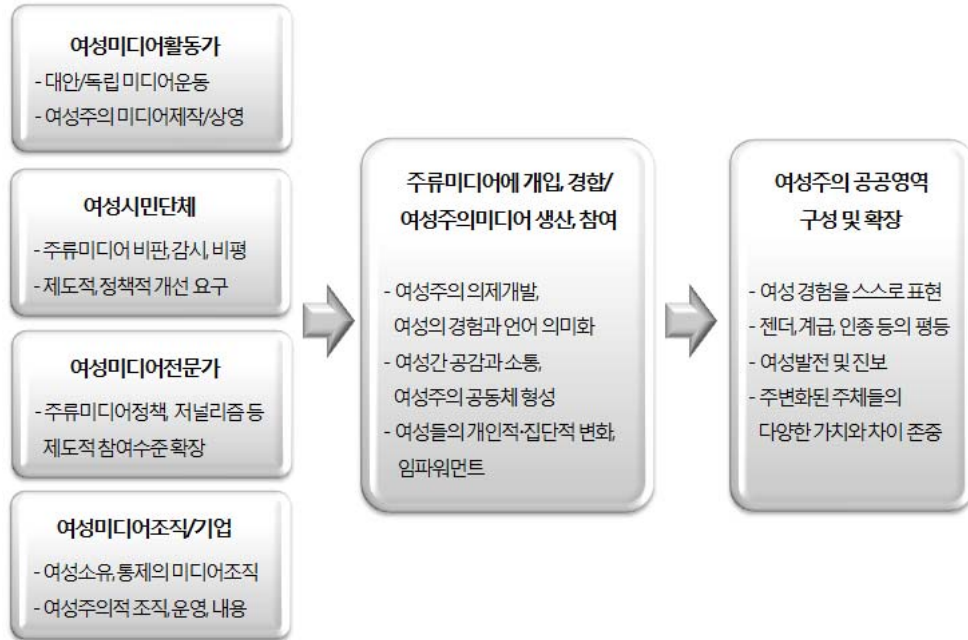 여성미디어활동가
- 대안/독립 미디어운동
- 여성주의 미디어제작/상영
여성시민단체
- 주류미디어 비판, 감시, 비평
- 제도적, 정책적 개선 요구
여성미디어전문가
- 주류미디어정책, 저널리즘 등
제도적 참여수준 확장
여성미디어조직/기업
- 여성소유, 통제의 미디어조직
- 여성주의적 조직, 운영, 내용
주류미디어에 개입, 경합/
여성주의미디어 생산, 참여
- 여성주의 의제개발,
여성의 경험과 언어 의미화
- 여성간 공감과 소통,
여성주의 공동체 형성
- 여성들의 개인적·집단적 변화,
임파워먼트
여성주의 공공영역
구성 및 확장
- 여성 경험을 스스로 표현
- 젠더, 계급, 인종 등의 평등
- 여성발전 및 진보
- 주변화된 주체들의
다양한 가치와 차이 존중